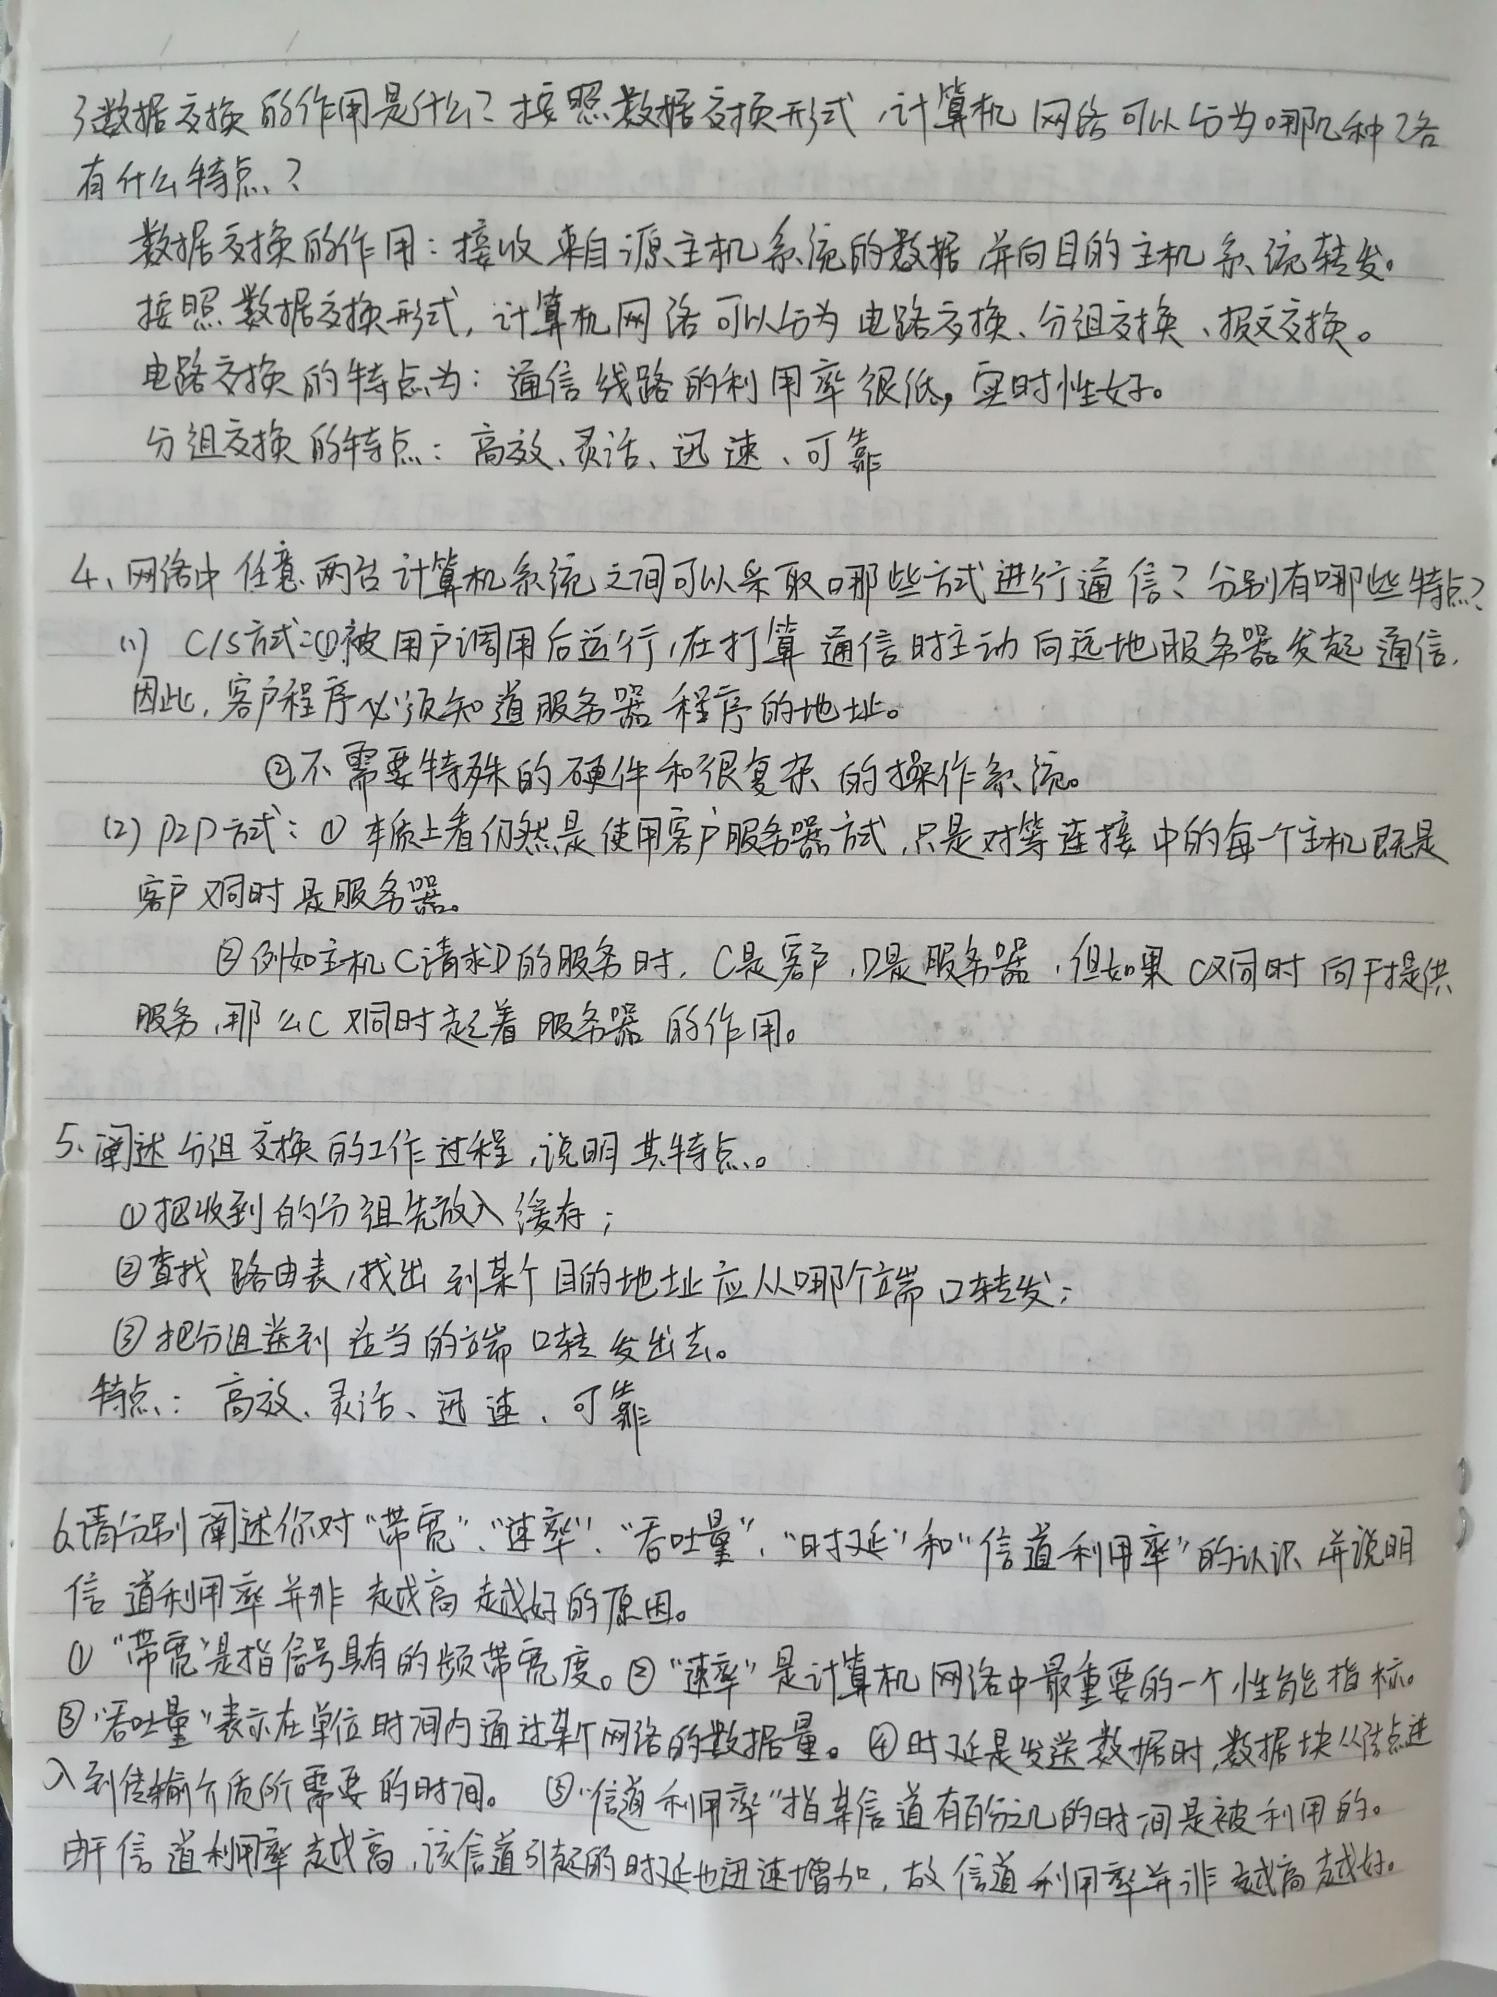 3数据交换的作用是什么？按照数据交换形式，计算机网络可以分为哪几种？各
有什么特点？
数据交换的作用：接收来自源主机系统的数据，并向目的主机系统转发。
按照数据交换形式，计算机网络可以分为电路交换、分组交换、报文交换。
电路交换的特点为：通信线路的利用率很低，实时性好。
分组交换的特点：高效、灵活、迅速、可靠
4、网络中任意两台计算机系统之间可以采取哪些方式进行通信？分别有哪些特点？
(1) C/S方式：①被用户调用后运行，在打算通信时主动向远地服务器发起通信，
因此，客户程序必须知道服务器程序的地址。
②不需要特殊的硬件和很复杂的操作系统。
(2) P2P方式：① 本质上看仍然是使用客户服务器方式，只是对等连接中的每一个主机既是
客户又同时是服务器。
②例如主机C请求D的服务时，C是客户，D是服务器，但如果C又同时向F提供
服务，那么C又同时起着服务器的作用。
5、阐述分组交换的工作过程，说明其特点。
①把收到的分组先放入缓存；
②查找路由表，找出到某个目的地址应从哪个端口转发；
③把分组送到适当的端口转发出去。
特点：高效、灵活、迅速、可靠
6、请分别阐述你对“带宽”、“速率”、“吞吐量”、“时延”和“信道利用率”的认识，并说明
信道利用率并非越高越好的原因。
①“带宽”是指信号具有的频带宽度。②“速率”是计算机网络中最重要的一个性能指标。
③“吞吐量”表示在单位时间内通过某个网络的数据量。④时延是发送数据时，数据块从结点进
入到传输介质所需要的时间。⑤“信道利用率”指某信道有百分之几的时间是被利用的。
由于信道利用率越高，该信道引起的时延也迅速增加，故信道利用率并非越高越好。